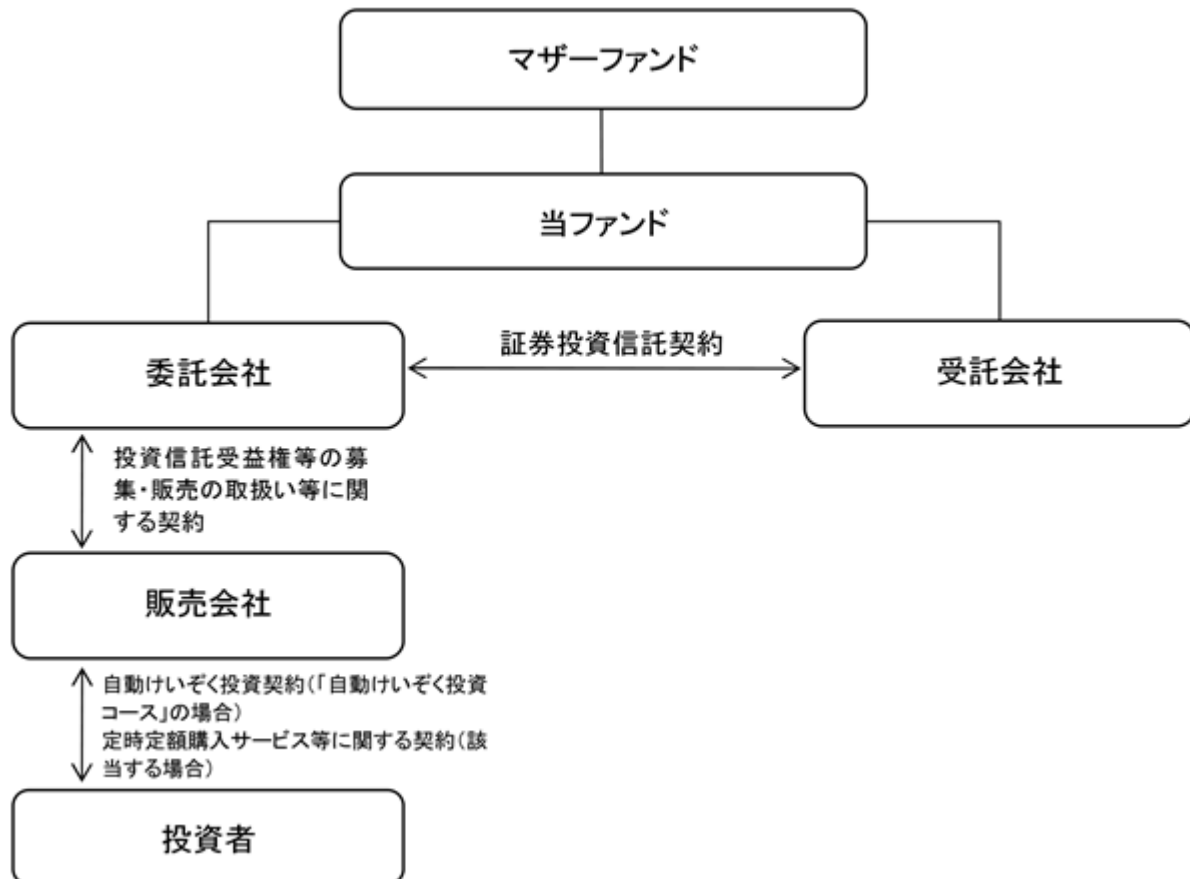 マザーファンド
当ファンド
証券投資信託契約
委託会社
受託会社
投資信託受益権等の募
集・販売の取扱い等に関
する契約
販売会社
自動けいぞく投資契約(「自動けいぞく投資
コース」の場合)
定時定額購入サービス等に関する契約(該
当する場合)
投資者